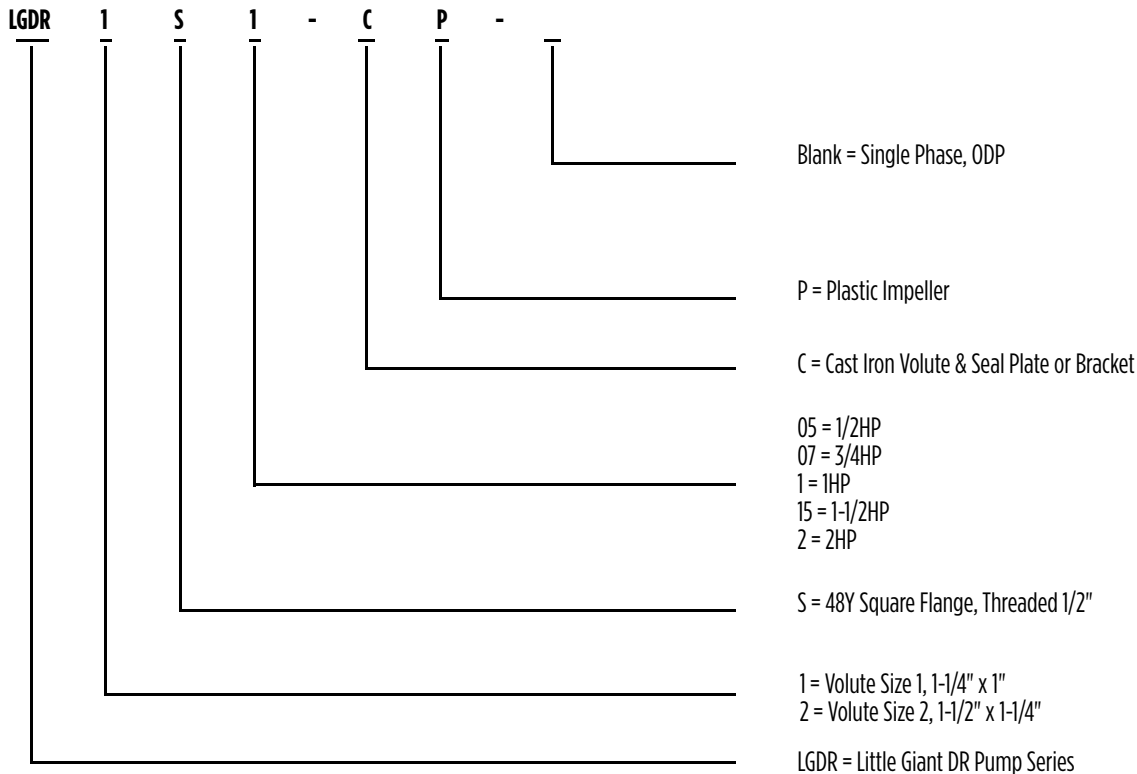 LGDR 1 S 1 - C P -
Blank = Single Phase, ODP
P = Plastic Impeller
C = Cast Iron Volute & Seal Plate or Bracket
05 = 1/2HP
07 = 3/4HP
1 = 1HP
15 = 1-1/2HP
2 = 2HP
S = 48Y Square Flange, Threaded 1/2"
1 = Volute Size 1, 1-1/4" x 1"
2 = Volute Size 2, 1-1/2" x 1-1/4"
LGDR = Little Giant DR Pump Series